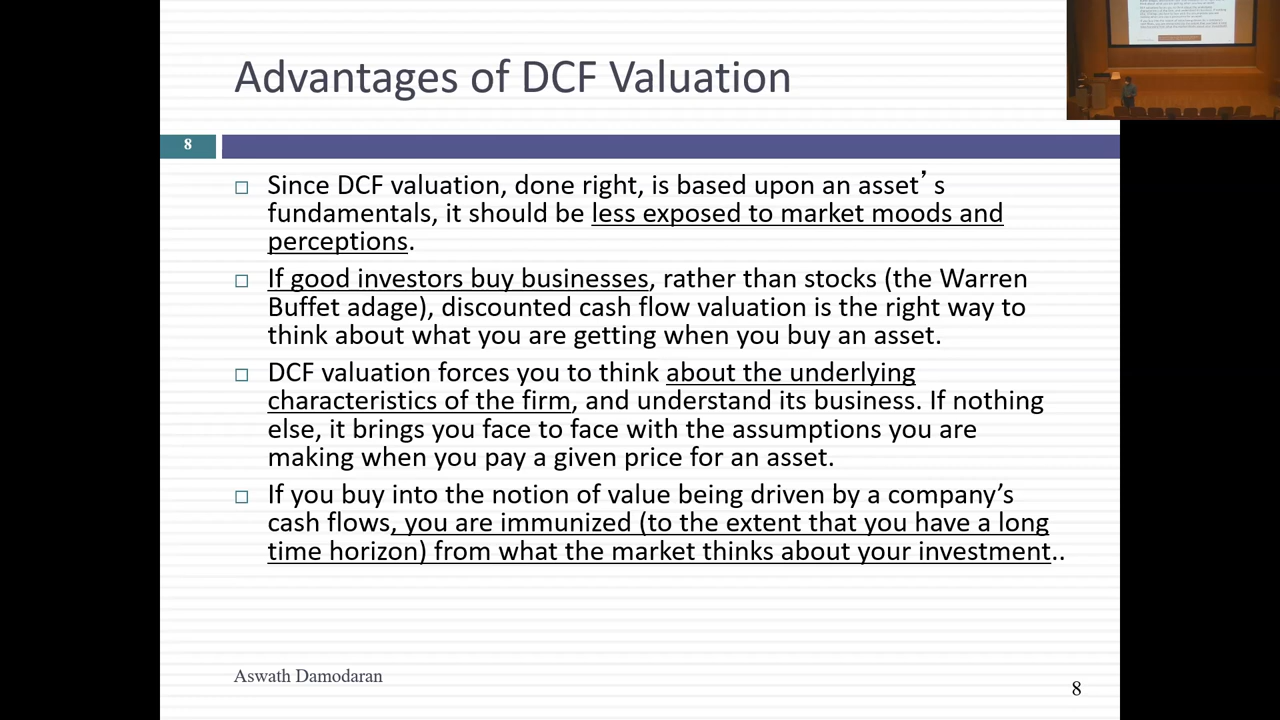 Advantages of DCF Valuation
8
□ Since DCF valuation, done right, is based upon an asset’s
fundamentals, it should be less exposed to market moods and
perceptions.
□ If good investors buy businesses, rather than stocks (the Warren
Buffet adage), discounted cash flow valuation is the right way to
think about what you are getting when you buy an asset.
□ DCF valuation forces you to think about the underlying
characteristics of the firm, and understand its business. If nothing
else, it brings you face to face with the assumptions you are
making when you pay a given price for an asset.
□ If you buy into the notion of value being driven by a company’s
cash flows, you are immunized (to the extent that you have a long
time horizon) from what the market thinks about your investment..
Aswath Damodaran
8